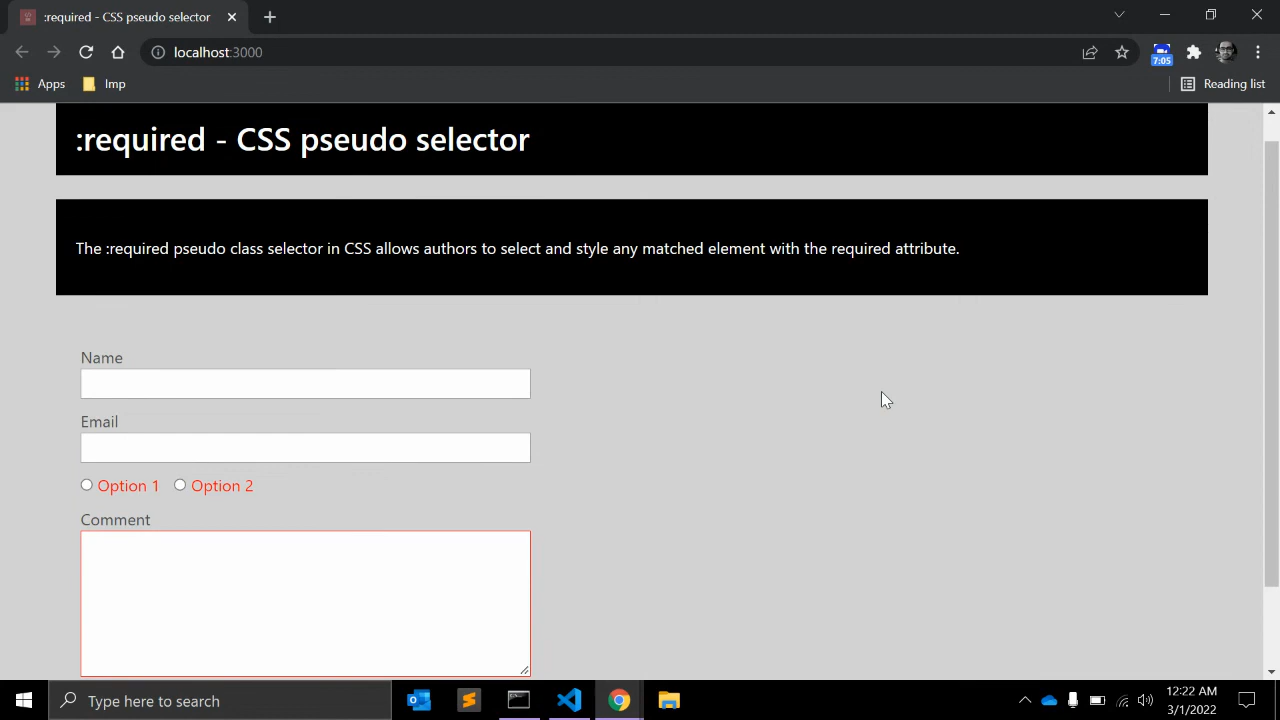 :required - CSS pseudo selector
localhost:3000
7:05
Apps
Imp
Reading list
:required - CSS pseudo selector
The :required pseudo class selector in CSS allows authors to select and style any matched element with the required attribute.
Name
Email
Option 1 Option 2
Comment
Type here to search
12:22 AM
3/1/2022